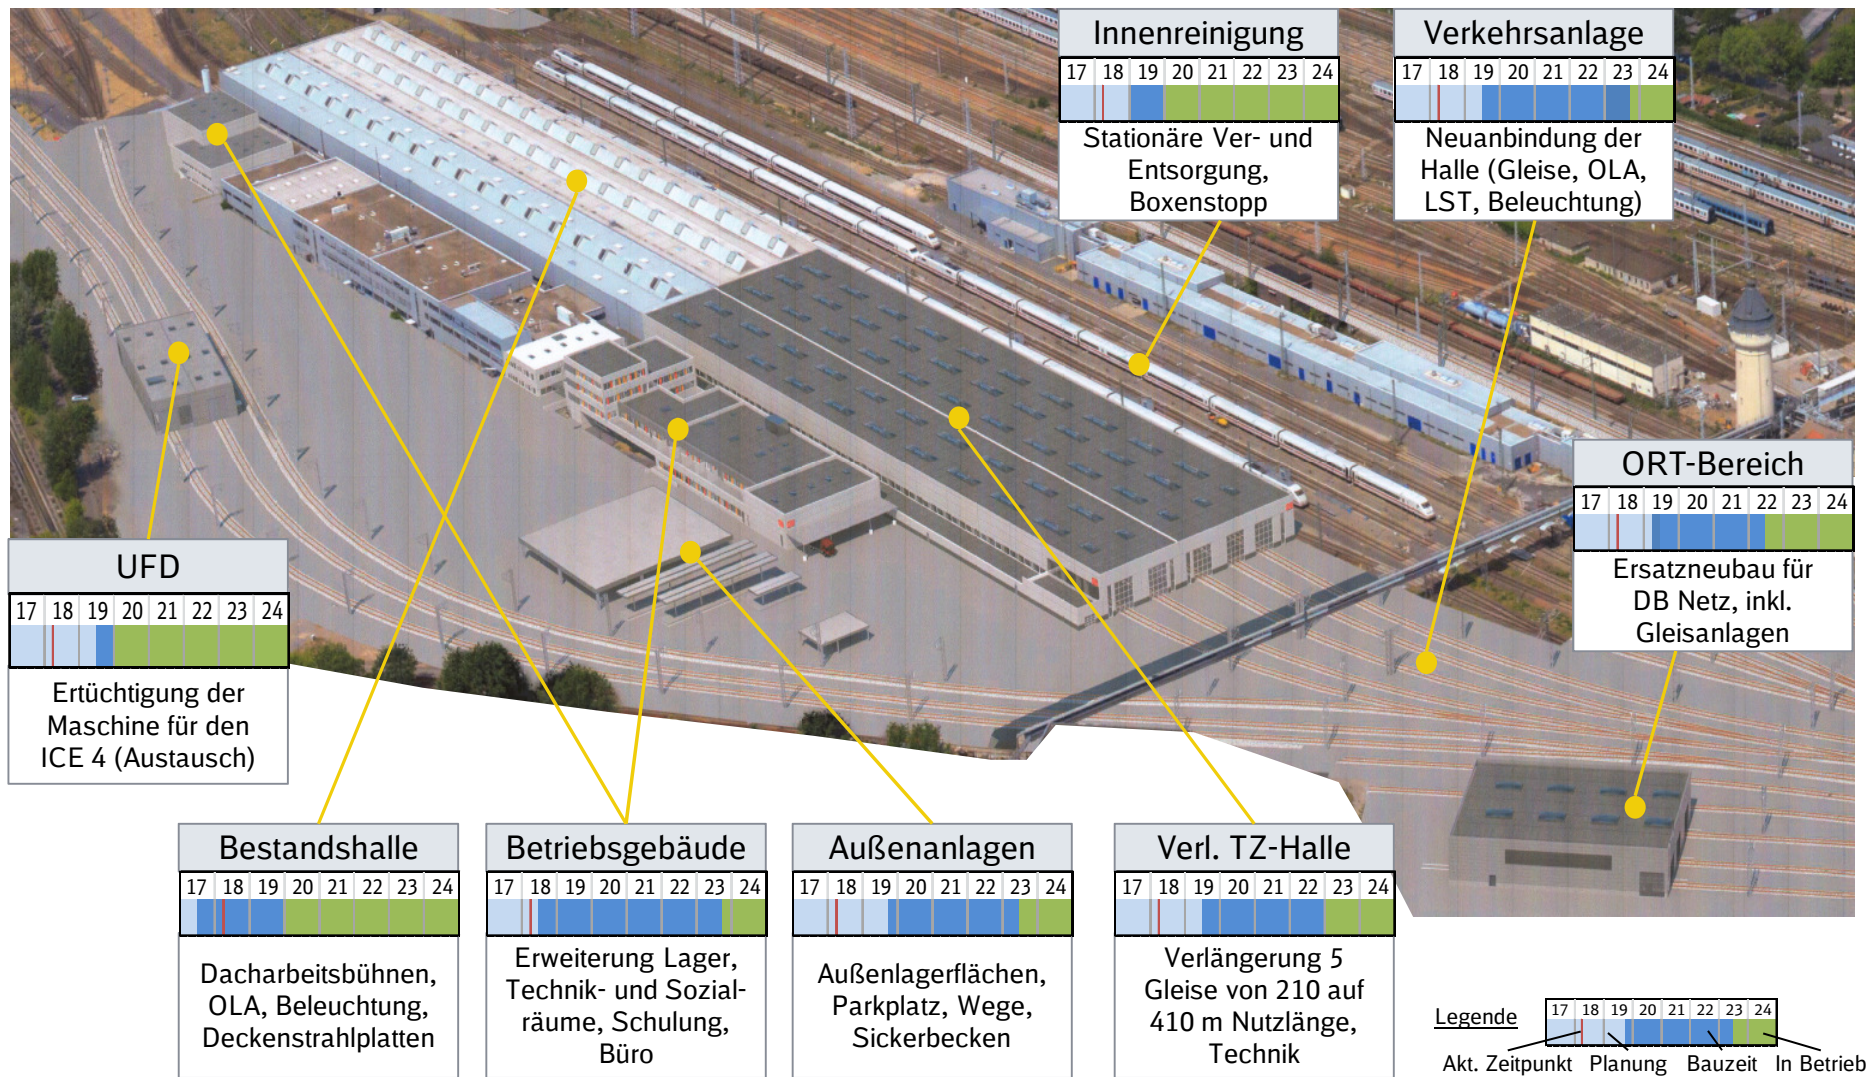 Innenreinigung
17 18 19 20 21 22 23 24
Stationäre Ver- und
Entsorgung,
Boxenstopp
Verkehrsanlage
17 18 19 20 21 22 23 24
Neuanbindung der
Halle (Gleise, OLA,
LST, Beleuchtung)
ORT-Bereich
17 18 19 20 21 22 23 24
Ersatzneubau für
DB Netz, inkl.
Gleisanlagen
UFD
17 18 19 20 21 22 23 24
Ertüchtigung der
Maschine für den
ICE 4 (Austausch)
Bestandshalle
17 18 19 20 21 22 23 24
Dacharbeitsbühnen,
OLA, Beleuchtung,
Deckenstrahlplatten
Betriebsgebäude
17 18 19 20 21 22 23 24
Erweiterung Lager,
Technik- und Sozial-
räume, Schulung,
Büro
Außenanlagen
17 18 19 20 21 22 23 24
Außenlagerflächen,
Parkplatz, Wege,
Sickerbecken
Verl. TZ-Halle
17 18 19 20 21 22 23 24
Verlängerung 5
Gleise von 210 auf
410 m Nutzlänge,
Technik
Legende
17 18 19 20 21 22 23 24
Akt. Zeitpunkt Planung Bauzeit In Betrieb